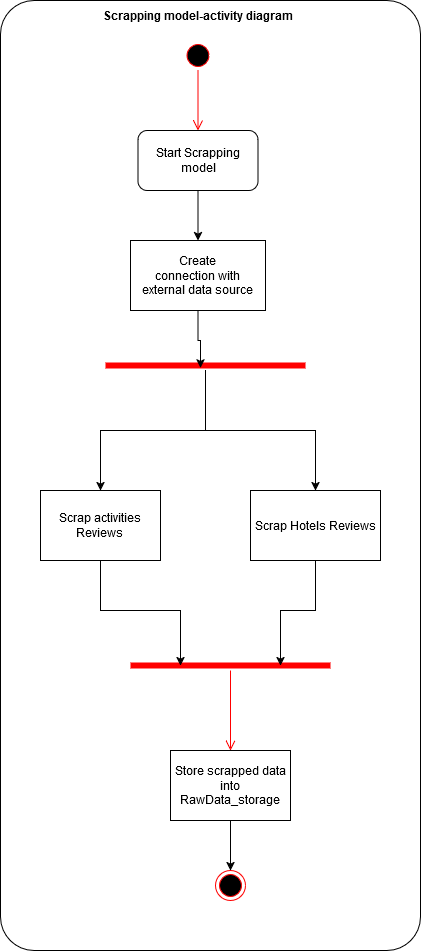 Scrapping model-activity diagram
Start Scrapping
model
Create
connection with
external data source
Scrap activities
Reviews
Scrap Hotels Reviews
Store scrapped data
into
RawData_storage